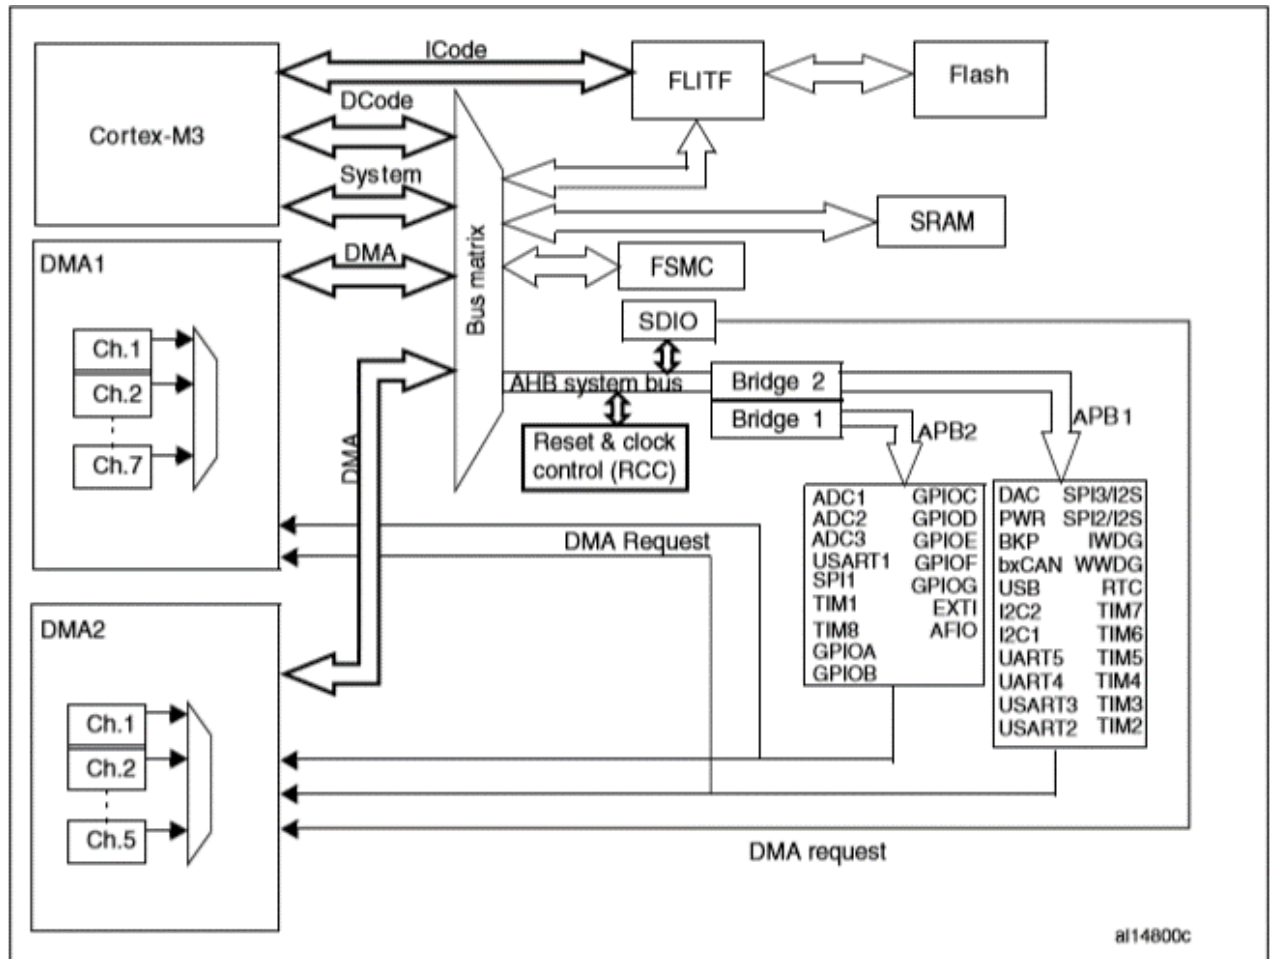 ICode
FLITF
Flash
Cortex-M3
DCode
System
SRAM
DMA1
DMA
Bus matrix
FSMC
SDIO
Ch.1
Ch.2
Ch.7
AHB system bus
Bridge 2
Bridge 1
APB2
APB1
Reset & clock
control (RCC)
DMA
ADC1 GPIOC
ADC2 GPIOD
ADC3 GPIOE
USART1 GPIOF
SPI1 GPIOG
TIM1 EXTI
TIM8 AFIO
GPIOA
GPIOB
DAC SPI3/I2S
PWR SPI2/I2S
BKP IWDG
bxCAN WWDG
USB RTC
I2C2 TIM7
I2C1 TIM6
UART5 TIM5
UART4 TIM4
USART3 TIM3
USART2 TIM2
DMA Request
DMA2
Ch.1
Ch.2
Ch.5
DMA request
ai14800c